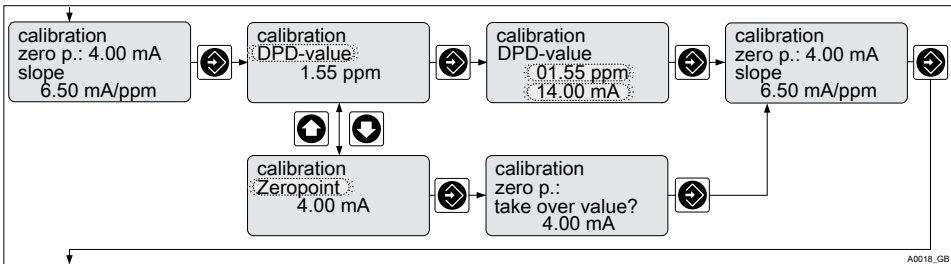 calibration
zero p.: 4.00 mA
slope
6.50 mA/ppm
calibration
DPD-value
1.55 ppm
calibration
DPD-value
01.55 ppm
14.00 mA
calibration
zero p.: 4.00 mA
slope
6.50 mA/ppm
calibration
Zeropoint
4.00 mA
calibration
zero p.:
take over value?
4.00 mA
A0018_GB